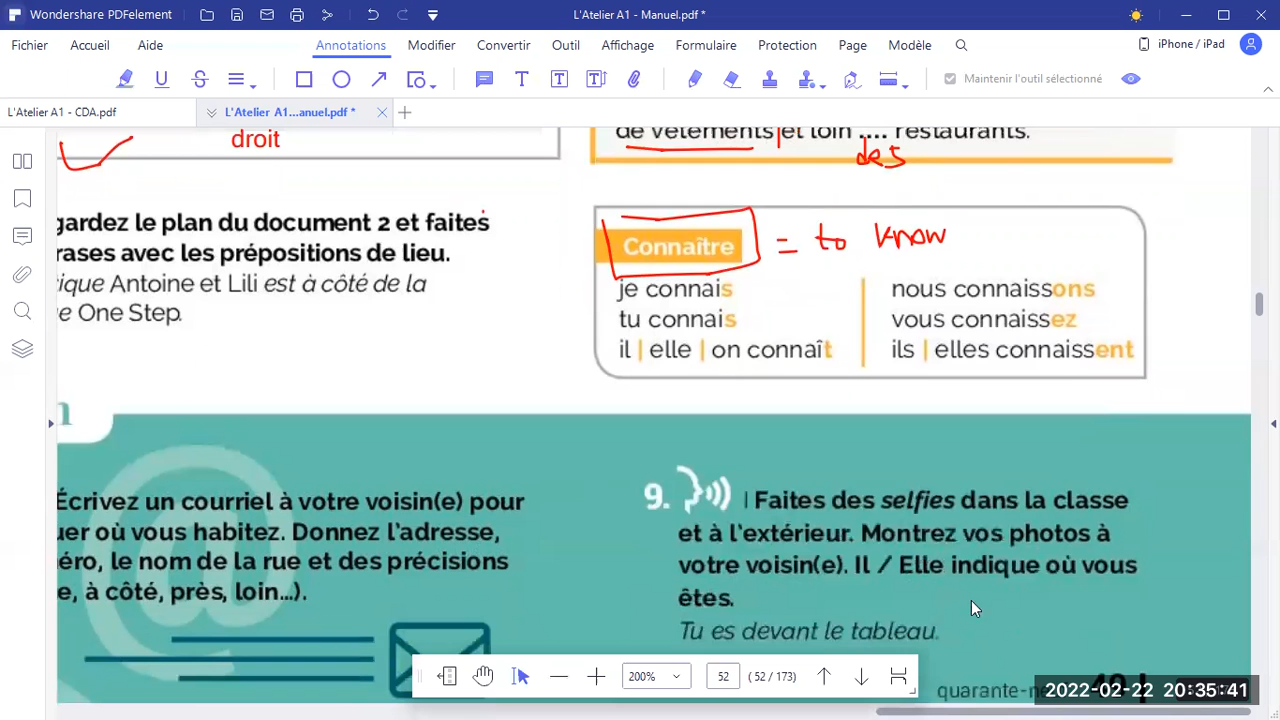 Wondershare PDFelement
L'Atelier A1 - Manuel.pdf *
Fichier Accueil Aide Annotations Modifier Convertir Outil Affichage Formulaire Protection Page Modèle iPhone / iPad
Maintenir l'outil sélectionné
L'Atelier A1 - CDA.pdf L'Atelier A1...anuel.pdf *
droit
de vêtements et loin .... restaurants.
des
gardez le plan du document 2 et faites
rases avec les prépositions de lieu.
ique Antoine et Lili est à côté de la
e One Step.
Connaître = to know
je connais nous connaissons
tu connais vous connaissez
il | elle | on connaît ils | elles connaissent
n
Écrivez un courriel à votre voisin(e) pour
uer où vous habitez. Donnez l'adresse,
éro, le nom de la rue et des précisions
e, à côté, près, loin...).
@
9. | Faites des selfies dans la classe
et à l'extérieur. Montrez vos photos à
votre voisin(e). Il / Elle indique où vous
êtes.
Tu es devant le tableau.
200% 52 ( 52 / 173)
quarante-ne
2022-02-22 20:35:41